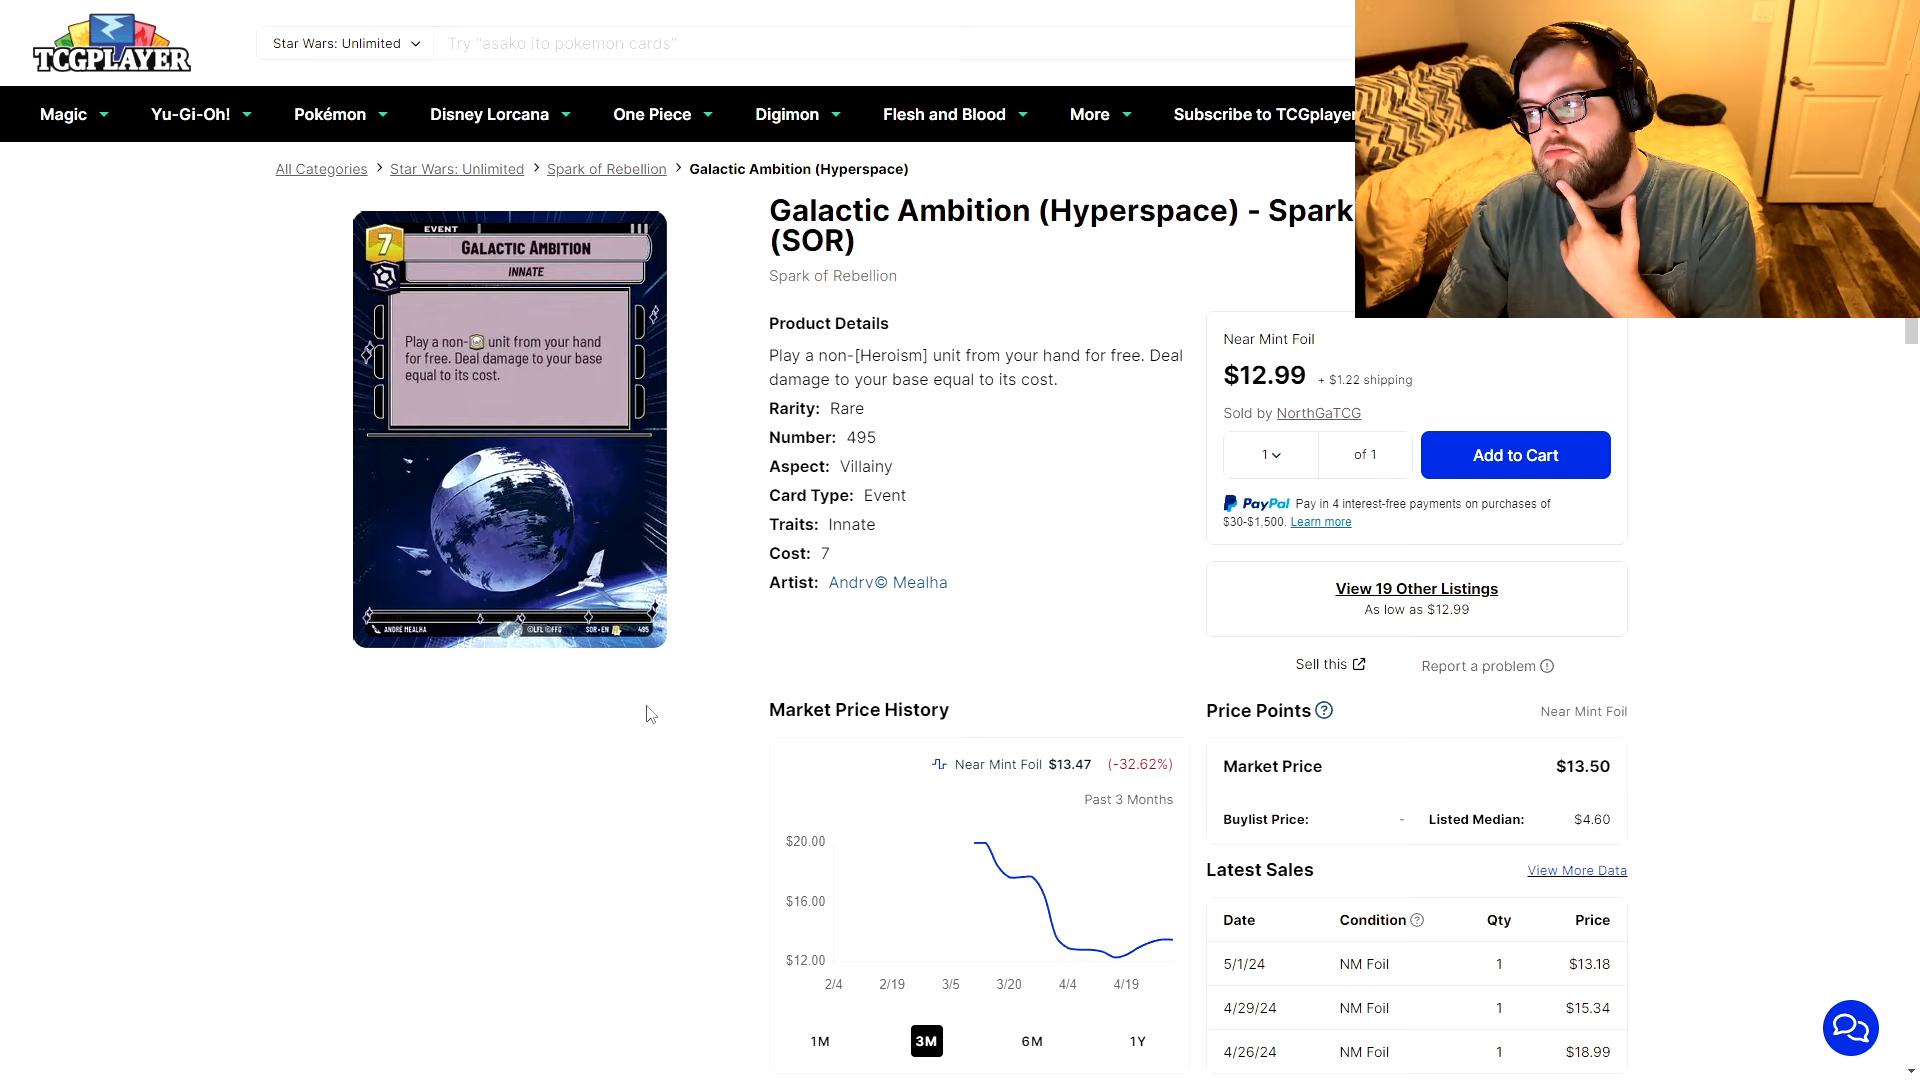 TCGPLAYER
Star Wars: Unlimited
Try "asako ito pokemon cards"
Magic
Yu-Gi-Oh!
Pokémon
Disney Lorcana
One Piece
Digimon
Flesh and Blood
More
Subscribe to TCGplayer
All Categories > Star Wars: Unlimited > Spark of Rebellion > Galactic Ambition (Hyperspace)
EVENT
7
GALACTIC AMBITION
INNATE
Play a non- unit from your hand
for free. Deal damage to your base
equal to its cost.
ANDRÉ MEALHA
©LFL ©FFG
SOR • EN
495
Galactic Ambition (Hyperspace) - Spark
(SOR)
Spark of Rebellion
Product Details
Play a non-[Heroism] unit from your hand for free. Deal
damage to your base equal to its cost.
Rarity: Rare
Number: 495
Aspect: Villainy
Card Type: Event
Traits: Innate
Cost: 7
Artist: Andrv© Mealha
Near Mint Foil
$12.99 + $1.22 shipping
Sold by NorthGaTCG
1 of 1
Add to Cart
PayPal Pay in 4 interest-free payments on purchases of
$30-$1,500. Learn more
View 19 Other Listings
As low as $12.99
Sell this
Report a problem
Market Price History
Near Mint Foil $13.47 (-32.62%)
Past 3 Months
$20.00
$16.00
$12.00
2/4 2/19 3/5 3/20 4/4 4/19
1M 3M 6M 1Y
Price Points ?
Near Mint Foil
Market Price $13.50
Buylist Price: - Listed Median: $4.60
Latest Sales
View More Data
Date Condition ? Qty Price
5/1/24 NM Foil 1 $13.18
4/29/24 NM Foil 1 $15.34
4/26/24 NM Foil 1 $18.99